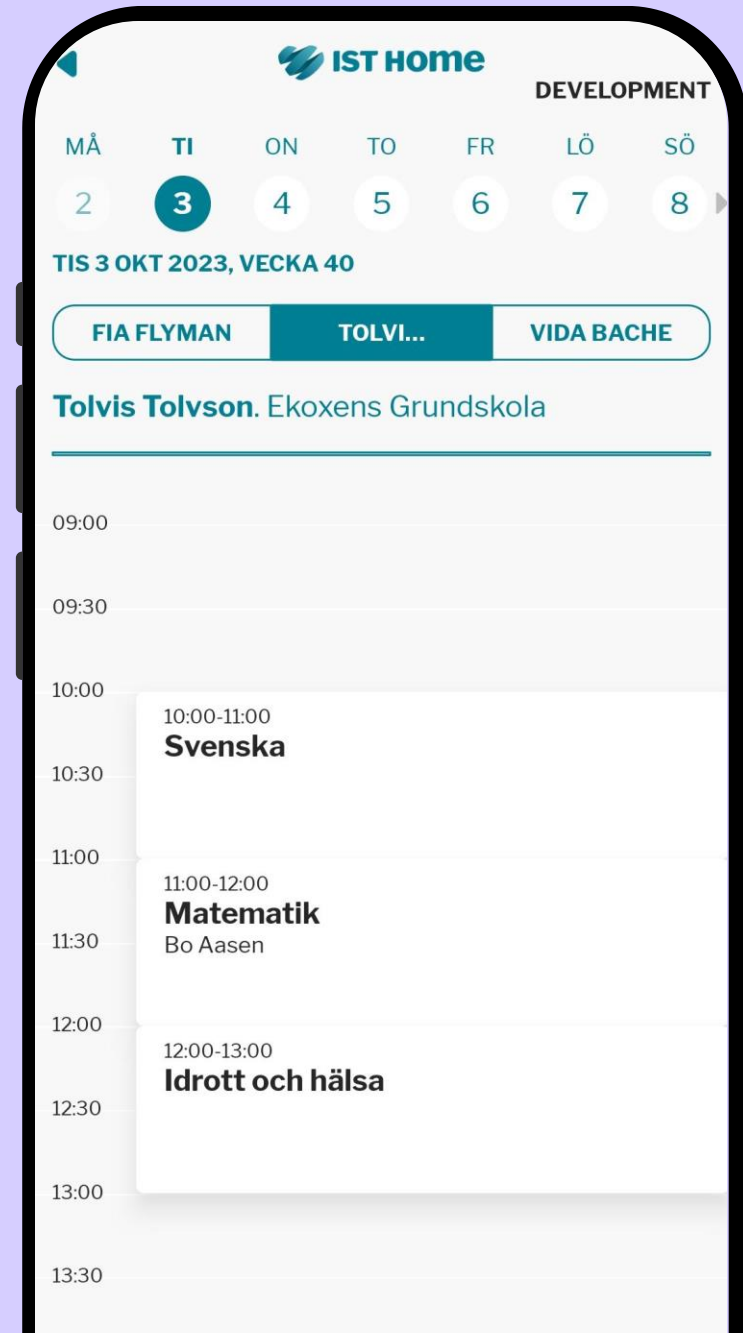 IST HOme
DEVELOPMENT
MÅ TI ON TO FR LÖ SÖ
2 3 4 5 6 7 8
TIS 3 OKT 2023, VECKA 40
FIA FLYMAN TOLVI... VIDA BACHE
Tolvis Tolvson. Ekoxens Grundskola
09:00
09:30
10:00
10:00-11:00
Svenska
10:30
11:00
11:00-12:00
Matematik
11:30
Bo Aasen
12:00
12:00-13:00
Idrott och hälsa
12:30
13:00
13:30